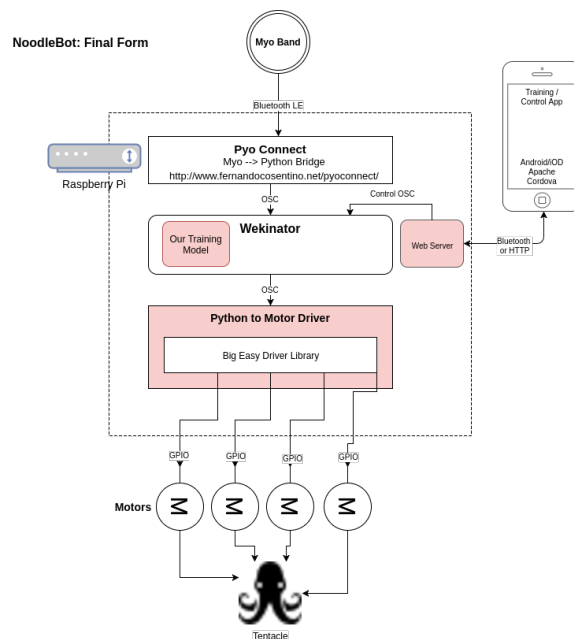 NoodleBot: Final Form
Myo Band
Bluetooth LE
Raspberry Pi
Pyo Connect
Myo --> Python Bridge
http://www.fernandocosentino.net/pyoconnect/
OSC
Control OSC
Wekinator
Our Training
Model
Web Server
Training /
Control App
Android/iOD
Apache
Cordova
Bluetooth
or HTTP
OSC
Python to Motor Driver
Big Easy Driver Library
GPIO
GPIO
GPIO
GPIO
Motors
M
M
M
M
Tentacle